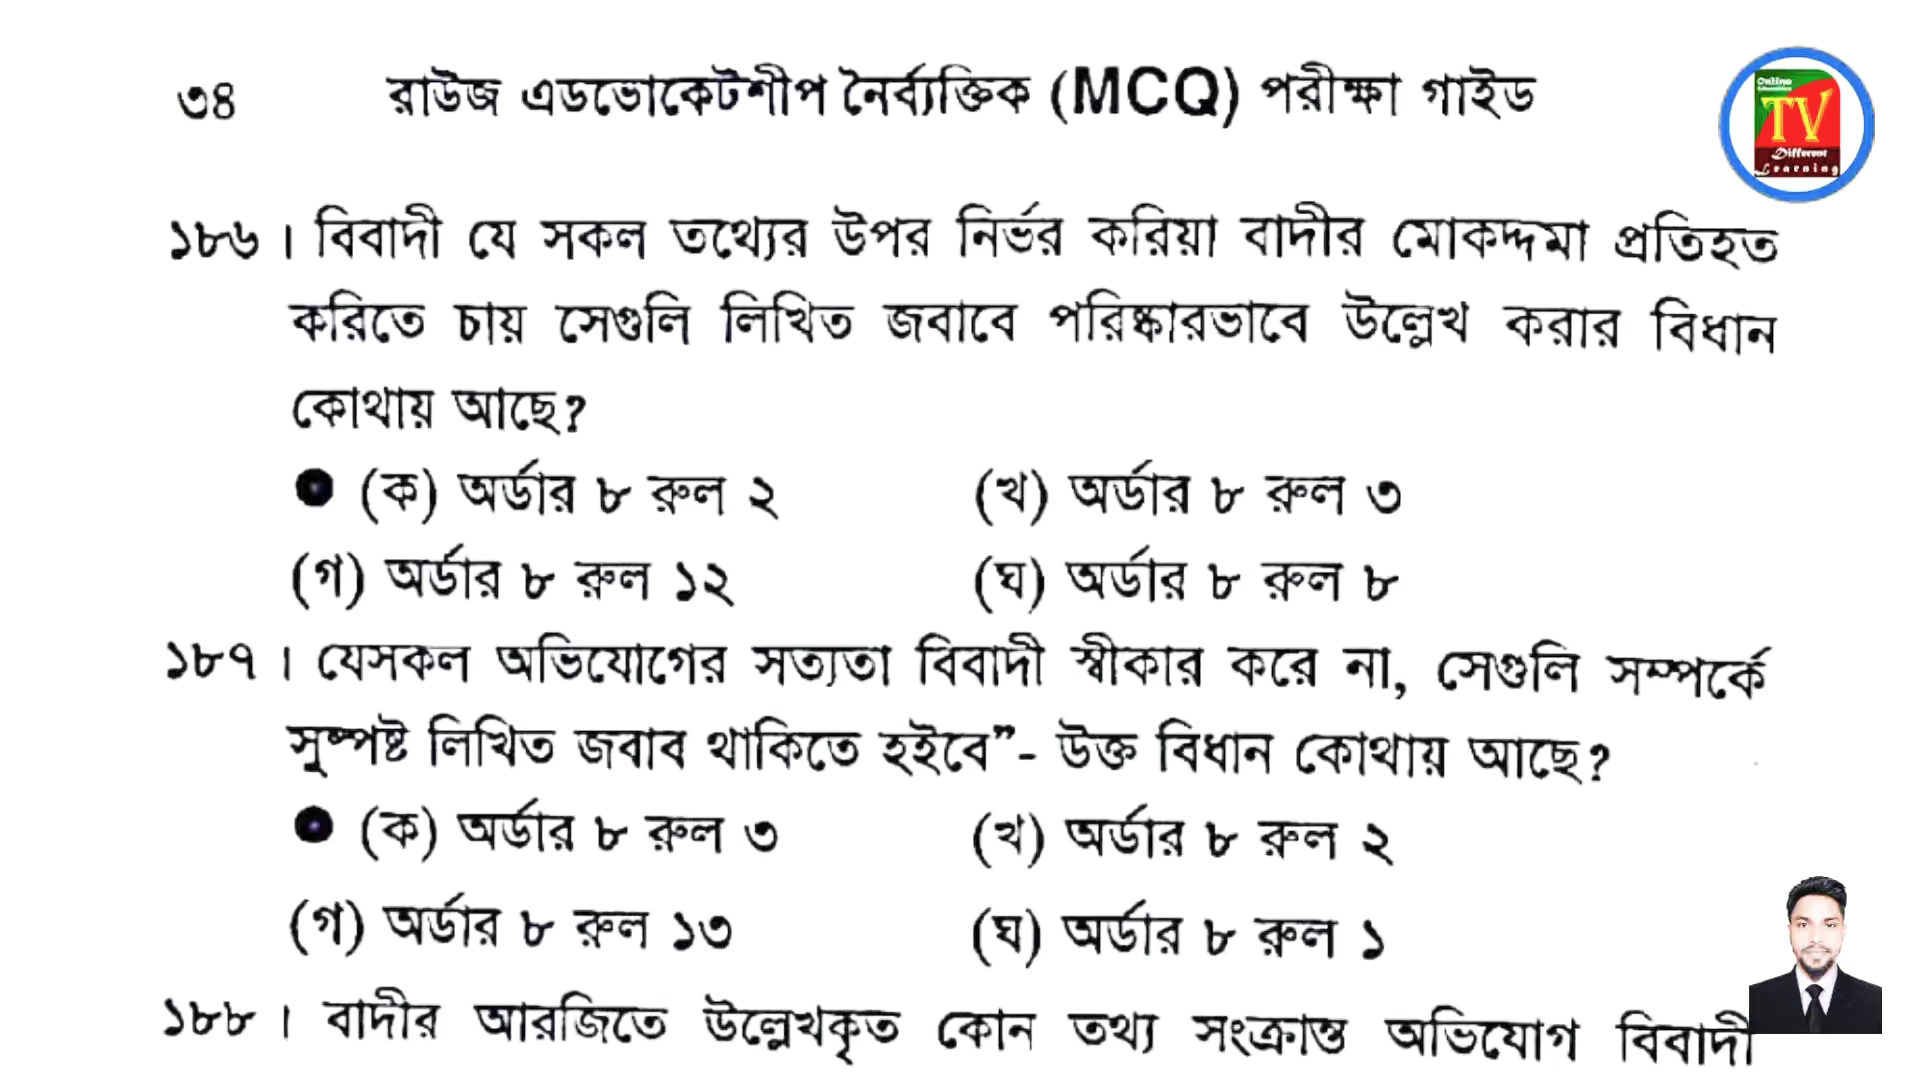 ৩৪ রাউজ এডভোকেটশীপ নৈর্ব্যক্তিক (MCQ) পরীক্ষা গাইড
Online
TV
Different
Learning
১৮৬। বিবাদী যে সকল তথ্যের উপর নির্ভর করিয়া বাদীর মোকদ্দমা প্রতিহত
করিতে চায় সেগুলি লিখিত জবাবে পরিষ্কারভাবে উল্লেখ করার বিধান
কোথায় আছে?
(ক) অর্ডার ৮ রুল ২ (খ) অর্ডার ৮ রুল ৩
(গ) অর্ডার ৮ রুল ১২ (ঘ) অর্ডার ৮ রুল ৮
১৮৭। যেসকল অভিযোগের সত্যতা বিবাদী স্বীকার করে না, সেগুলি সম্পর্কে
সুষ্পষ্ট লিখিত জবাব থাকিতে হইবে”- উক্ত বিধান কোথায় আছে?
(ক) অর্ডার ৮ রুল ৩ (খ) অর্ডার ৮ রুল ২
(গ) অর্ডার ৮ রুল ১৩ (ঘ) অর্ডার ৮ রুল ১
১৮৮। বাদীর আরজিতে উল্লেখকৃত কোন তথ্য সংক্রান্ত অভিযোগ বিবাদী